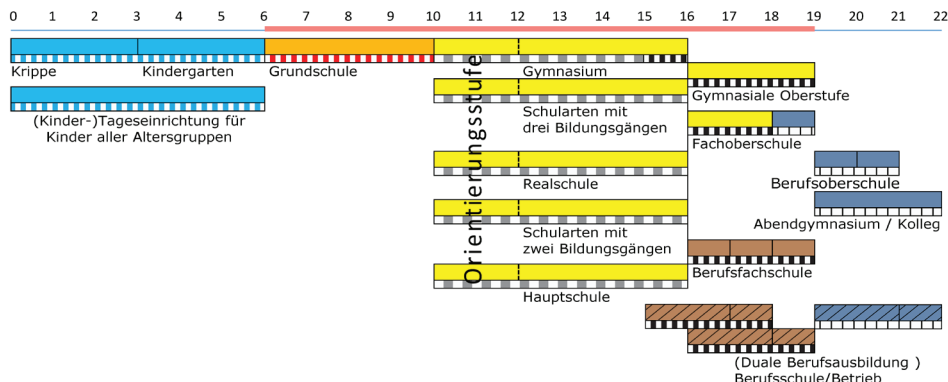 0 1 2 3 4 5 6 7 8 9 10 11 12 13 14 15 16 17 18 19 20 21 22
Krippe Kindergarten Grundschule Gymnasium
Orientierungsstufe
Gymnasiale Oberstufe
(Kinder-)Tageseinrichtung für
Kinder aller Altersgruppen
Schularten mit
drei Bildungsgängen
Fachoberschule
Realschule
Berufsoberschule
Abendgymnasium / Kolleg
Schularten mit
zwei Bildungsgängen
Berufsfachschule
Hauptschule
(Duale Berufsausbildung )
Berufsschule/Betrieb